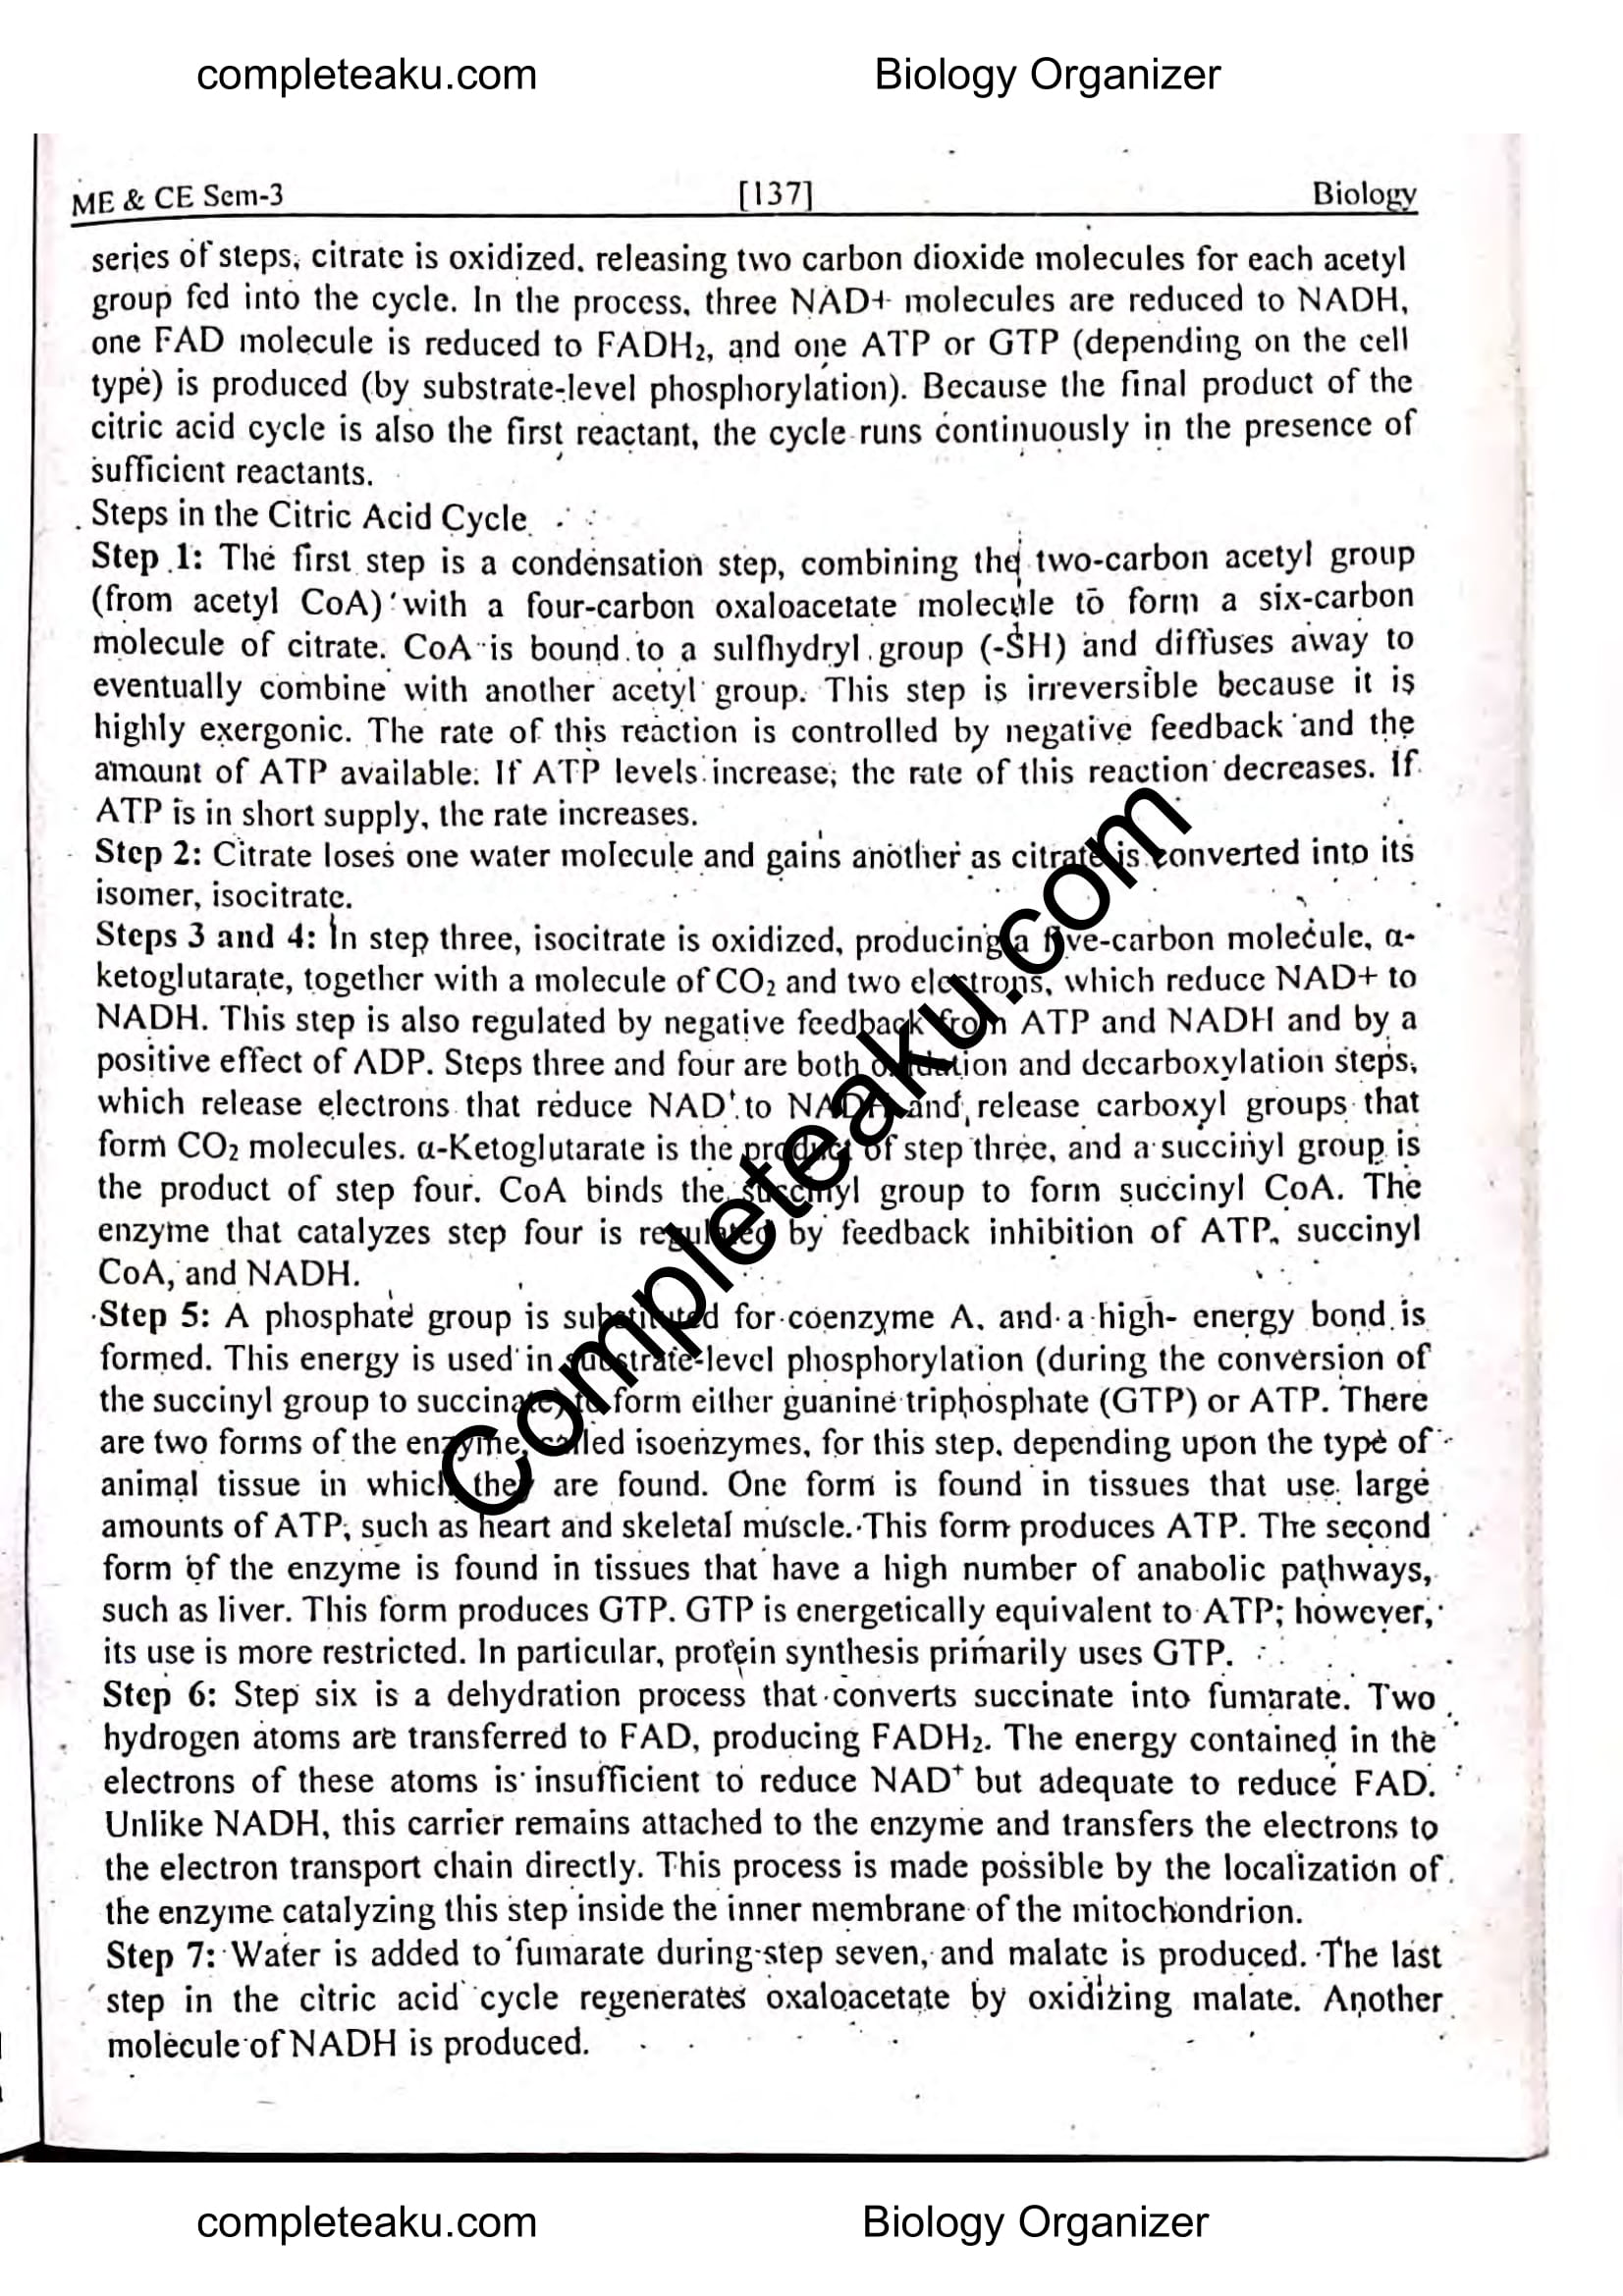 completeaku.com Biology Organizer
ME & CE Sem-3 [137] Biology
series of steps, citrate is oxidized, releasing two carbon dioxide molecules for each acetyl
group fed into the cycle. In the process, three NAD+ molecules are reduced to NADH,
one FAD molecule is reduced to FADH₂, and one ATP or GTP (depending on the cell
type) is produced (by substrate-level phosphorylation). Because the final product of the
citric acid cycle is also the first reactant, the cycle runs continuously in the presence of
sufficient reactants.
Steps in the Citric Acid Cycle
Step 1: The first step is a condensation step, combining the two-carbon acetyl group
(from acetyl CoA) with a four-carbon oxaloacetate molecule to form a six-carbon
molecule of citrate. CoA is bound to a sulfhydryl group (-SH) and diffuses away to
eventually combine with another acetyl group. This step is irreversible because it is
highly exergonic. The rate of this reaction is controlled by negative feedback and the
amount of ATP available. If ATP levels increase, the rate of this reaction decreases. If
ATP is in short supply, the rate increases.
Step 2: Citrate loses one water molecule and gains another as citrate is converted into its
isomer, isocitrate.
Steps 3 and 4: In step three, isocitrate is oxidized, producing a five-carbon molecule, α-
ketoglutarate, together with a molecule of CO₂ and two electrons, which reduce NAD+ to
NADH. This step is also regulated by negative feedback from ATP and NADH and by a
positive effect of ADP. Steps three and four are both oxidation and decarboxylation steps,
which release electrons that reduce NAD⁺ to NADH and release carboxyl groups that
form CO₂ molecules. α-Ketoglutarate is the product of step three, and a succinyl group is
the product of step four. CoA binds the succinyl group to form succinyl CoA. The
enzyme that catalyzes step four is regulated by feedback inhibition of ATP, succinyl
CoA, and NADH.
Step 5: A phosphate group is substituted for coenzyme A, and a high- energy bond is
formed. This energy is used in substrate-level phosphorylation (during the conversion of
the succinyl group to succinate) to form either guanine triphosphate (GTP) or ATP. There
are two forms of the enzyme, called isoenzymes, for this step, depending upon the type of
animal tissue in which they are found. One form is found in tissues that use large
amounts of ATP, such as heart and skeletal muscle. This form produces ATP. The second
form of the enzyme is found in tissues that have a high number of anabolic pathways,
such as liver. This form produces GTP. GTP is energetically equivalent to ATP; however,
its use is more restricted. In particular, protein synthesis primarily uses GTP.
Step 6: Step six is a dehydration process that converts succinate into fumarate. Two
hydrogen atoms are transferred to FAD, producing FADH₂. The energy contained in the
electrons of these atoms is insufficient to reduce NAD⁺ but adequate to reduce FAD.
Unlike NADH, this carrier remains attached to the enzyme and transfers the electrons to
the electron transport chain directly. This process is made possible by the localization of
the enzyme catalyzing this step inside the inner membrane of the mitochondrion.
Step 7: Water is added to fumarate during step seven, and malate is produced. The last
step in the citric acid cycle regenerates oxaloacetate by oxidizing malate. Another
molecule of NADH is produced.
Completeaku.com
completeaku.com Biology Organizer